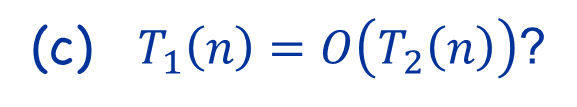 (c) T₁(n) = O(T₂(n))?